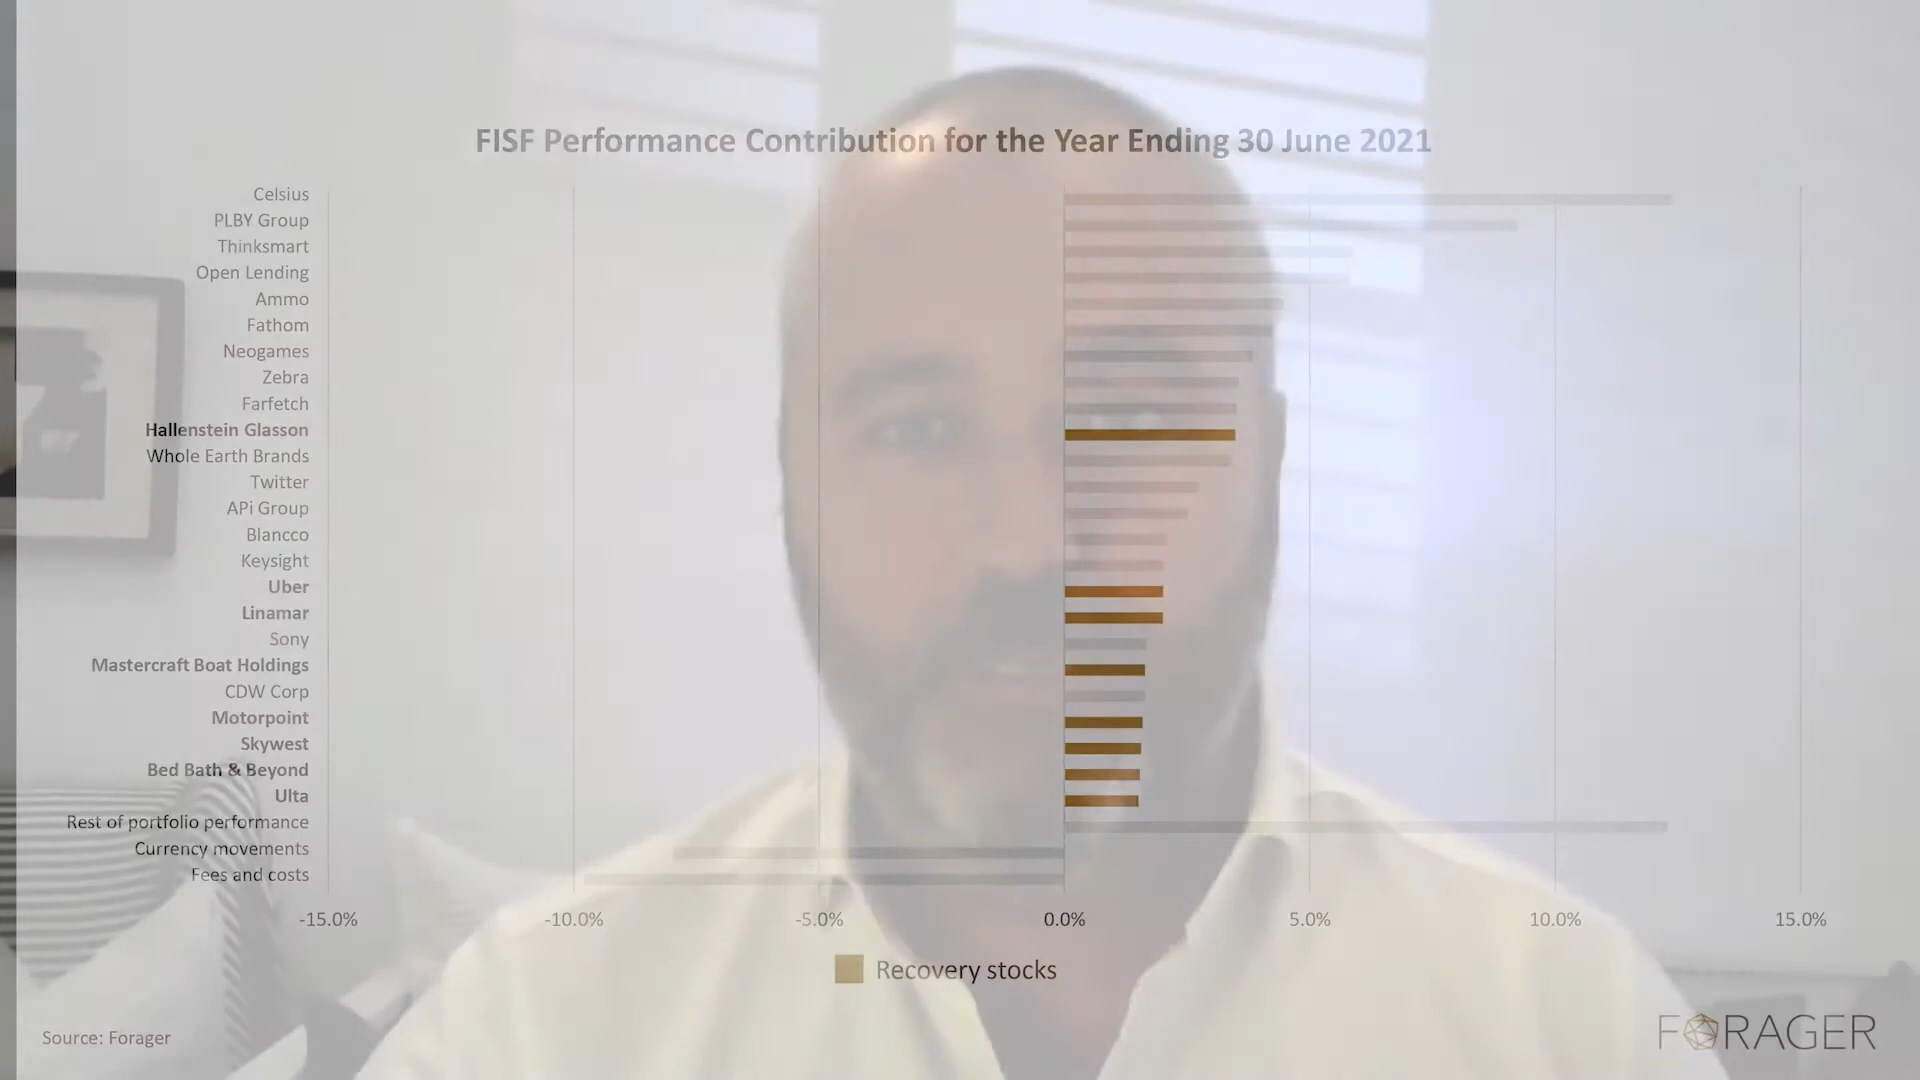 FISF Performance Contribution for the Year Ending 30 June 2021
Celsius
PLBY Group
Thinksmart
Open Lending
Ammo
Fathom
Neogames
Zebra
Farfetch
Hallenstein Glasson
Whole Earth Brands
Twitter
APi Group
Blancco
Keysight
Uber
Linamar
Sony
Mastercraft Boat Holdings
CDW Corp
Motorpoint
Skywest
Bed Bath & Beyond
Ulta
Rest of portfolio performance
Currency movements
Fees and costs
-15.0% -10.0% -5.0% 0.0% 5.0% 10.0% 15.0%
Recovery stocks
Source: Forager
FORAGER